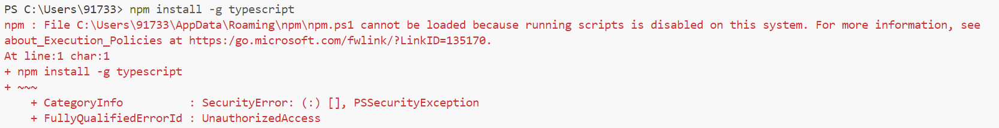 PS C:\Users\91733> npm install -g typescript
npm : File C:\Users\91733\AppData\Roaming\npm\npm.ps1 cannot be loaded because running scripts is disabled on this system. For more information, see
about_Execution_Policies at https:/go.microsoft.com/fwlink/?LinkID=135170.
At line:1 char:1
+ npm install -g typescript
+ ~~~
    + CategoryInfo          : SecurityError: (:) [], PSSecurityException
    + FullyQualifiedErrorId : UnauthorizedAccess